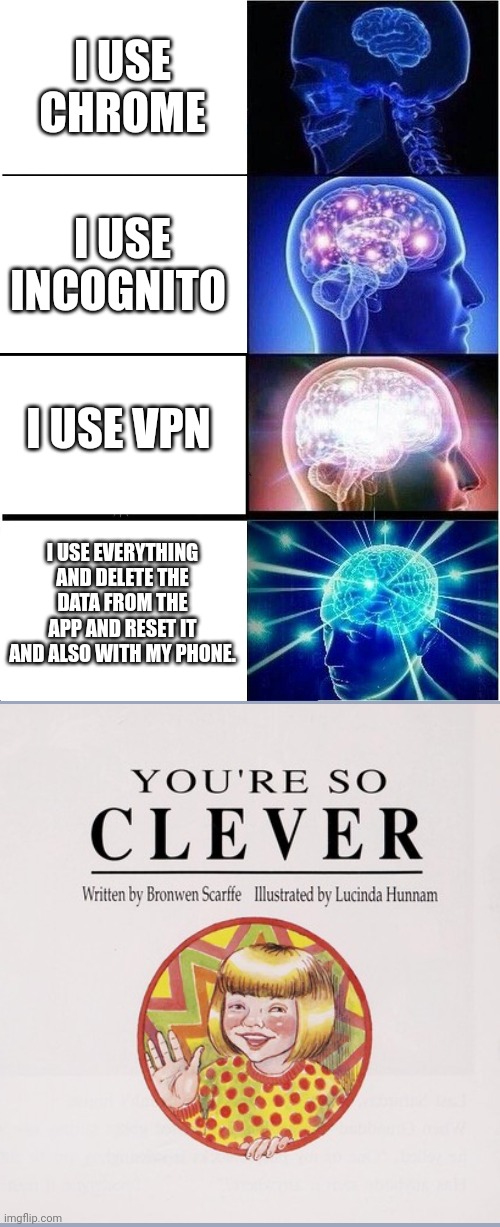 I USE
CHROME
I USE
INCOGNITO
I USE VPN
I USE EVERYTHING
AND DELETE THE
DATA FROM THE
APP AND RESET IT
AND ALSO WITH MY PHONE.
YOU'RE SO
CLEVER
Written by Bronwen Scarffe Illustrated by Lucinda Hunnam
imgflip.com